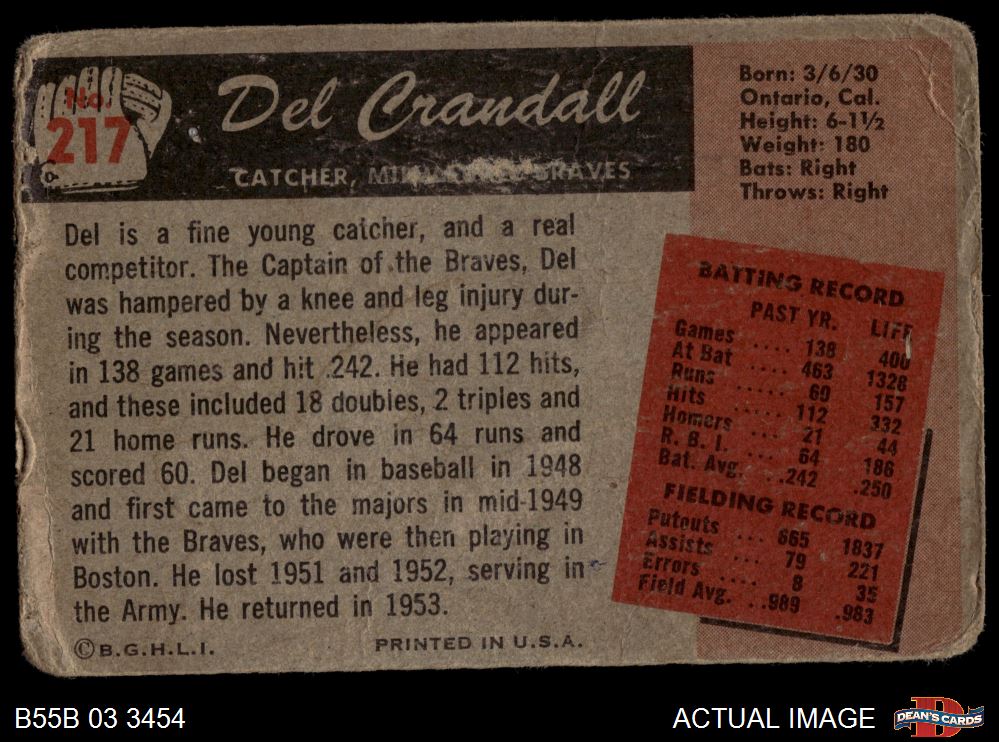 No.
217
Del Crandall
CATCHER, MILWAUKEE BRAVES
Born: 3/6/30
Ontario, Cal.
Height: 6-1½
Weight: 180
Bats: Right
Throws: Right
Del is a fine young catcher, and a real
competitor. The Captain of the Braves, Del
was hampered by a knee and leg injury dur-
ing the season. Nevertheless, he appeared
in 138 games and hit .242. He had 112 hits,
and these included 18 doubles, 2 triples and
21 home runs. He drove in 64 runs and
scored 60. Del began in baseball in 1948
and first came to the majors in mid-1949
with the Braves, who were then playing in
Boston. He lost 1951 and 1952, serving in
the Army. He returned in 1953.
BATTING RECORD
PAST YR. LIFE
Games .... 138 400
At Bat .... 463 1328
Runs ..... 60 157
Hits ..... 112 332
Homers ... 21 44
R. B. I. ... 64 186
Bat. Avg. ..242 .250
FIELDING RECORD
Putouts ... 665 1837
Assists ... 79 221
Errors .... 8 35
Field Avg. ..989 .983
©B.G.H.L.I. PRINTED IN U.S.A.
B55B 03 3454 ACTUAL IMAGE DEAN'S CARDS